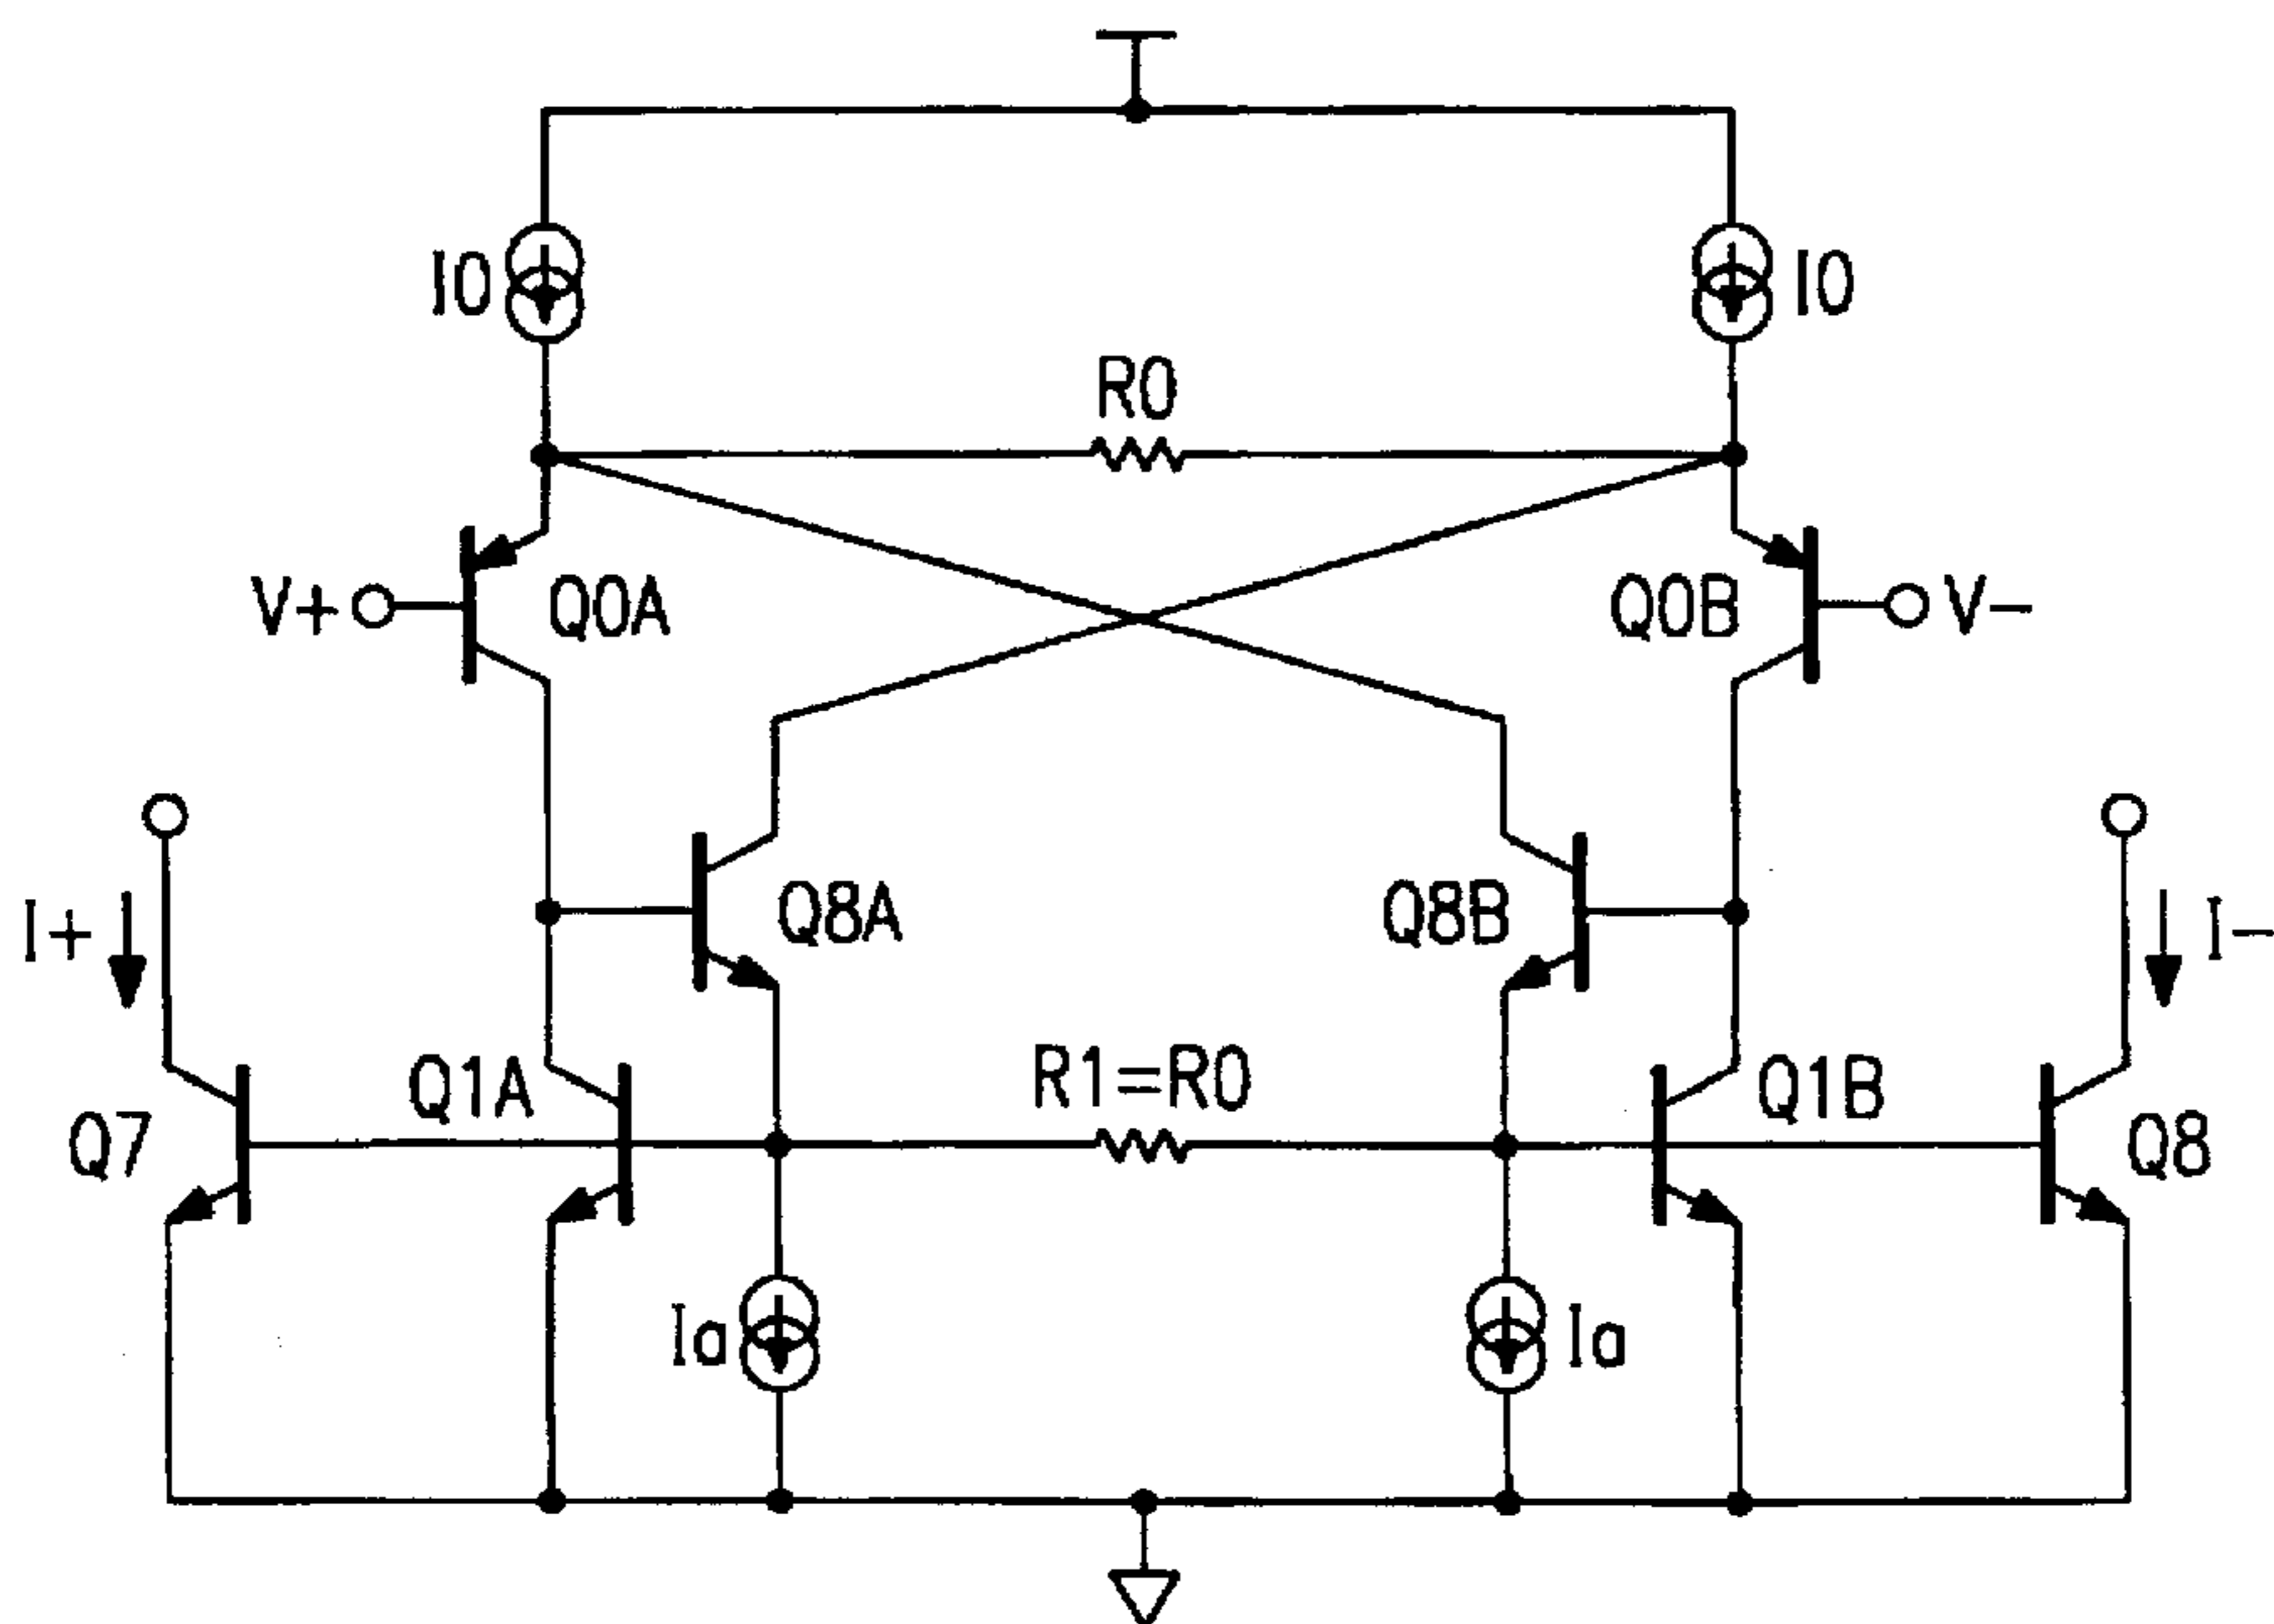 I0
I0
R0
V+
Q0A
Q0B
V-
I+
Q8A
Q8B
I-
Q7
Q1A
R1=R0
Q1B
Q8
Ia
Ia